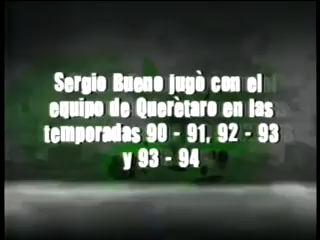 Sergio Bueno jugò con el
equipo de Querètaro en las
temporadas 90 - 91, 92 - 93
y 93 - 94